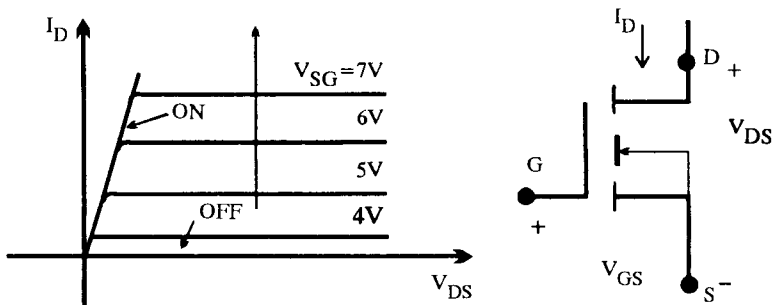 I_D
V_SG=7V
ON
6V
5V
OFF
4V
V_DS
I_D
D +
V_DS
G
+
V_GS
S -